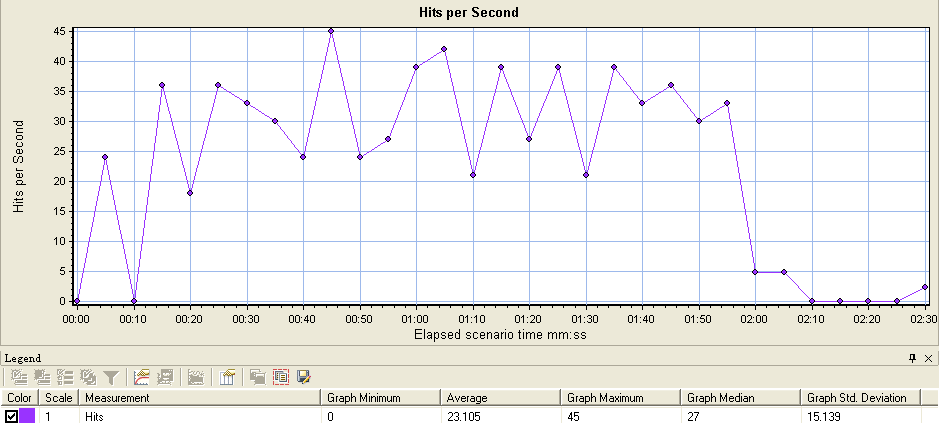 Hits per Second
Hits per Second
45
40
35
30
25
20
15
10
5
0
00:00 00:10 00:20 00:30 00:40 00:50 01:00 01:10 01:20 01:30 01:40 01:50 02:00 02:10 02:20 02:30
Elapsed scenario time mm:ss
Legend
Color Scale Measurement Graph Minimum Average Graph Maximum Graph Median Graph Std. Deviation
1 Hits 0 23.105 45 27 15.139